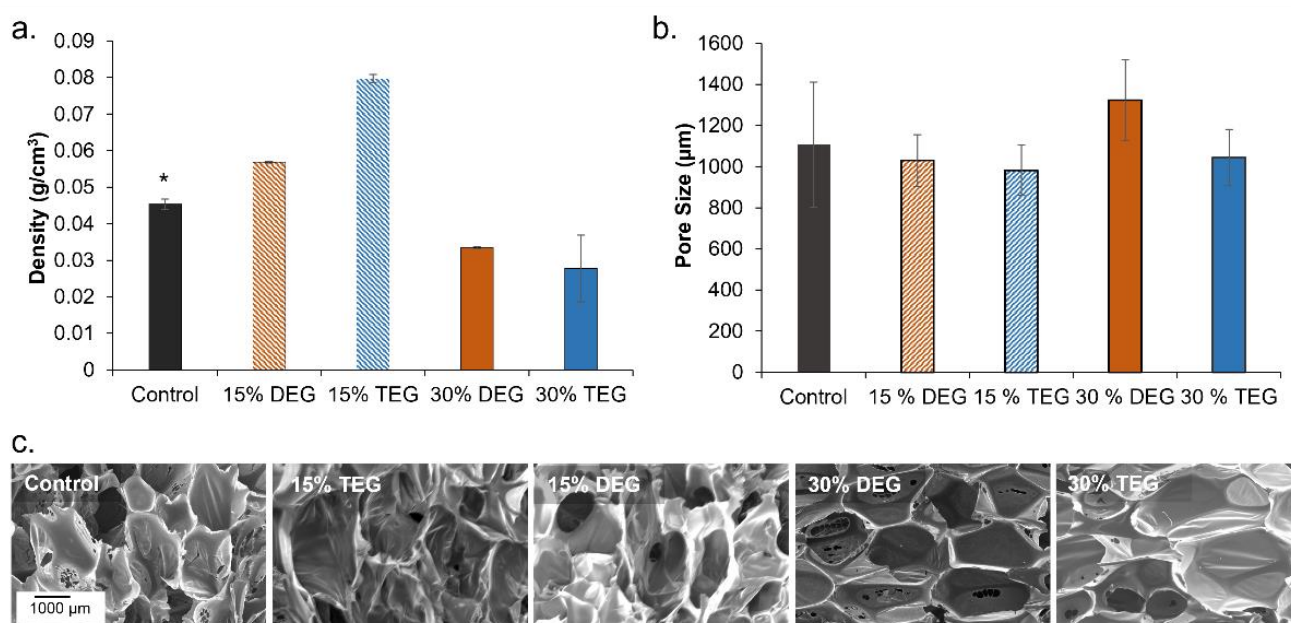 a.
Density (g/cm³)
0.09
0.08
0.07
0.06
0.05
0.04
0.03
0.02
0.01
0
*
Control
15% DEG
15% TEG
30% DEG
30% TEG
b.
Pore Size (µm)
1600
1400
1200
1000
800
600
400
200
0
Control
15 % DEG
15 % TEG
30 % DEG
30 % TEG
c.
Control
15% TEG
15% DEG
30% DEG
30% TEG
1000 µm